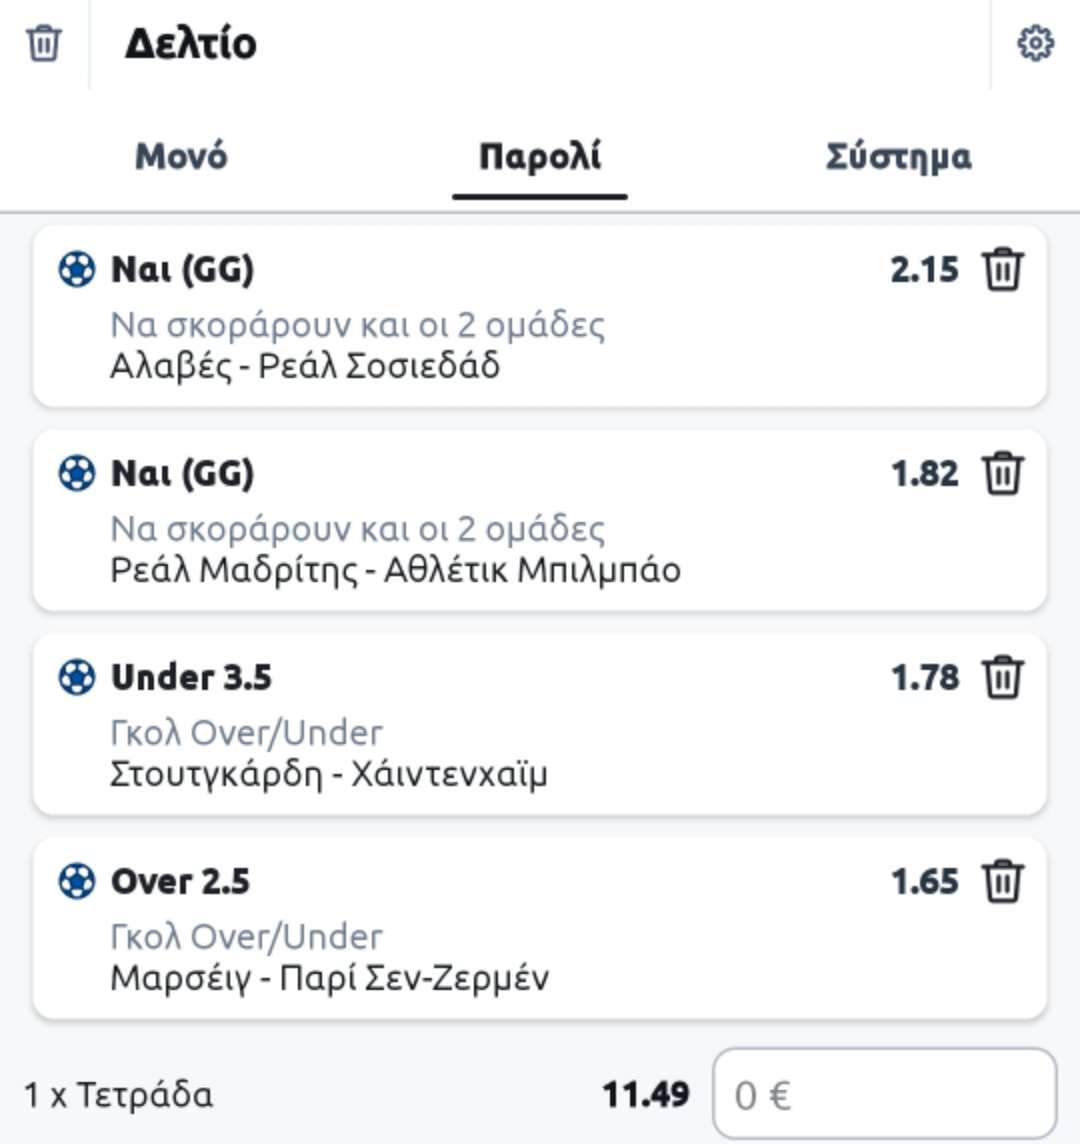 Δελτίο
Μονό
Παρολί
Σύστημα
Ναι (GG) 2.15
Να σκοράρουν και οι 2 ομάδες
Αλαβές - Ρεάλ Σοσιεδάδ
Ναι (GG) 1.82
Να σκοράρουν και οι 2 ομάδες
Ρεάλ Μαδρίτης - Αθλέτικ Μπιλμπάο
Under 3.5 1.78
Γκολ Over/Under
Στουτγκάρδη - Χάιντενχαϊμ
Over 2.5 1.65
Γκολ Over/Under
Μαρσέιγ - Παρί Σεν-Ζερμέν
1 x Τετράδα 11.49 0 €